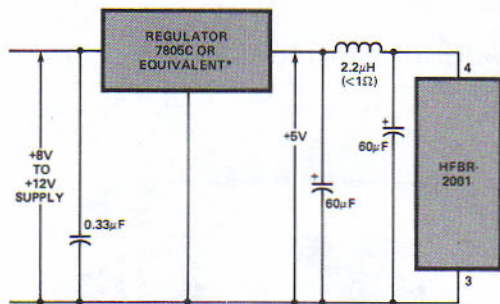 REGULATOR
7805C OR
EQUIVALENT*
2.2μH
(<1Ω)
4
+8V
TO
+12V
SUPPLY
+5V
+
60μF
+
60μF
HFBR-
2001
0.33μF
3